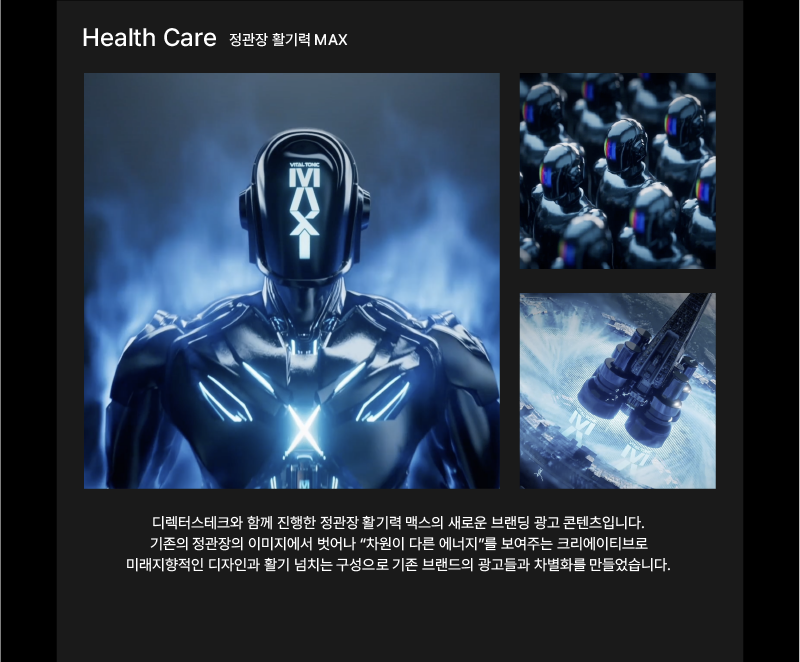 Health Care 정관장 활기력 MAX
VITAL TONIC
MAXT
디렉터스테크와 함께 진행한 정관장 활기력 맥스의 새로운 브랜딩 광고 콘텐츠입니다.
기존의 정관장의 이미지에서 벗어나 “차원이 다른 에너지”를 보여주는 크리에이티브로
미래지향적인 디자인과 활기 넘치는 구성으로 기존 브랜드의 광고들과 차별화를 만들었습니다.